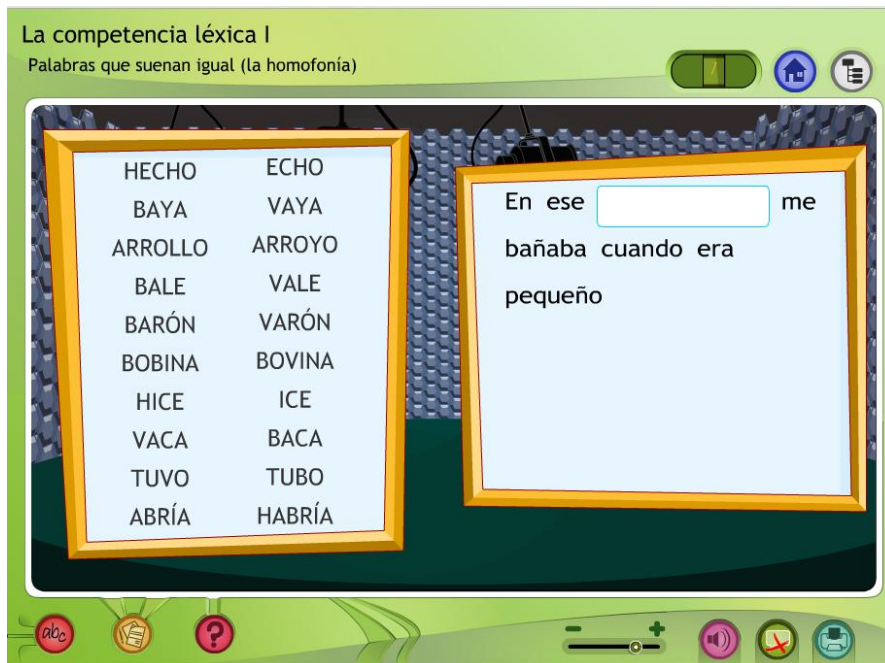 La competencia léxica I
Palabras que suenan igual (la homofonía)
HECHO ECHO
BAYA VAYA
ARROLLO ARROYO
BALE VALE
BARÓN VARÓN
BOBINA BOVINA
HICE ICE
VACA BACA
TUVO TUBO
ABRÍA HABRÍA
En ese me
bañaba cuando era
pequeño
abc
?
- +